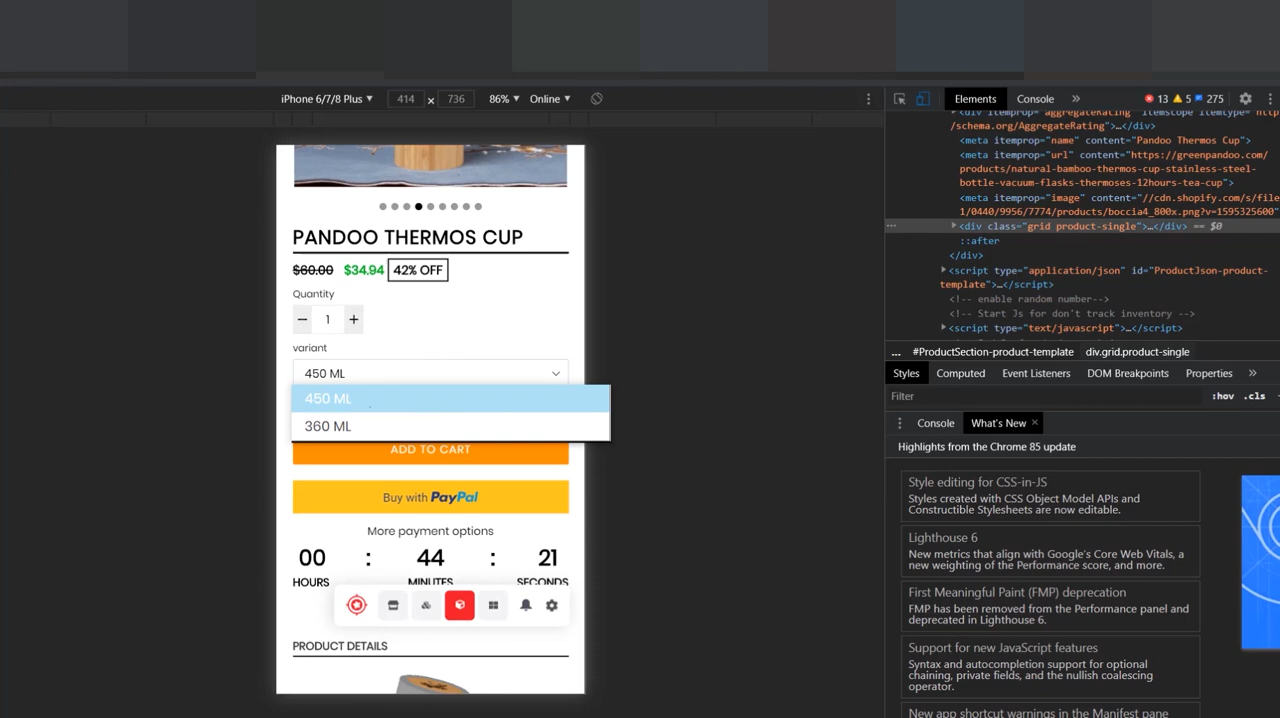 iPhone 6/7/8 Plus ▼ 414 × 736 86% ▼ Online ▼
Elements Console » 13 5 275
<div itemprop="aggregateRating" itemscope itemtype="http
/schema.org/AggregateRating">…</div>
<meta itemprop="name" content="Pandoo Thermos Cup">
<meta itemprop="url" content="https://greenpandoo.com/
products/natural-bamboo-thermos-cup-stainless-steel-
bottle-vacuum-flasks-thermoses-12hours-tea-cup">
<meta itemprop="image" content="//cdn.shopify.com/s/file
1/0440/9956/7774/products/boccia4_800x.png?v=1595325600"
<div class="grid product-single">…</div> == $0
::after
</div>
<script type="application/json" id="ProductJson-product-
template">…</script>
<!-- enable random number-->
<!-- Start Js for don't track inventory -->
<script type="text/javascript">…</script>
... #ProductSection-product-template div.grid.product-single
Styles Computed Event Listeners DOM Breakpoints Properties »
Filter :hov .cls
Console What's New ×
Highlights from the Chrome 85 update
Style editing for CSS-in-JS
Styles created with CSS Object Model APIs and
Constructible Stylesheets are now editable.
Lighthouse 6
New metrics that align with Google's Core Web Vitals, a
new weighting of the Performance score, and more.
First Meaningful Paint (FMP) deprecation
FMP has been removed from the Performance panel and
deprecated in Lighthouse 6.
Support for new JavaScript features
Syntax and autocompletion support for optional
chaining, private fields, and the nullish coalescing
operator.
New app shortcut warnings in the Manifest pane
PANDOO THERMOS CUP
$60.00 $34.94 42% OFF
Quantity
− 1 +
variant
450 ML
450 ML
360 ML
ADD TO CART
Buy with PayPal
More payment options
00 : 44 : 21
HOURS MINUTES SECONDS
PRODUCT DETAILS